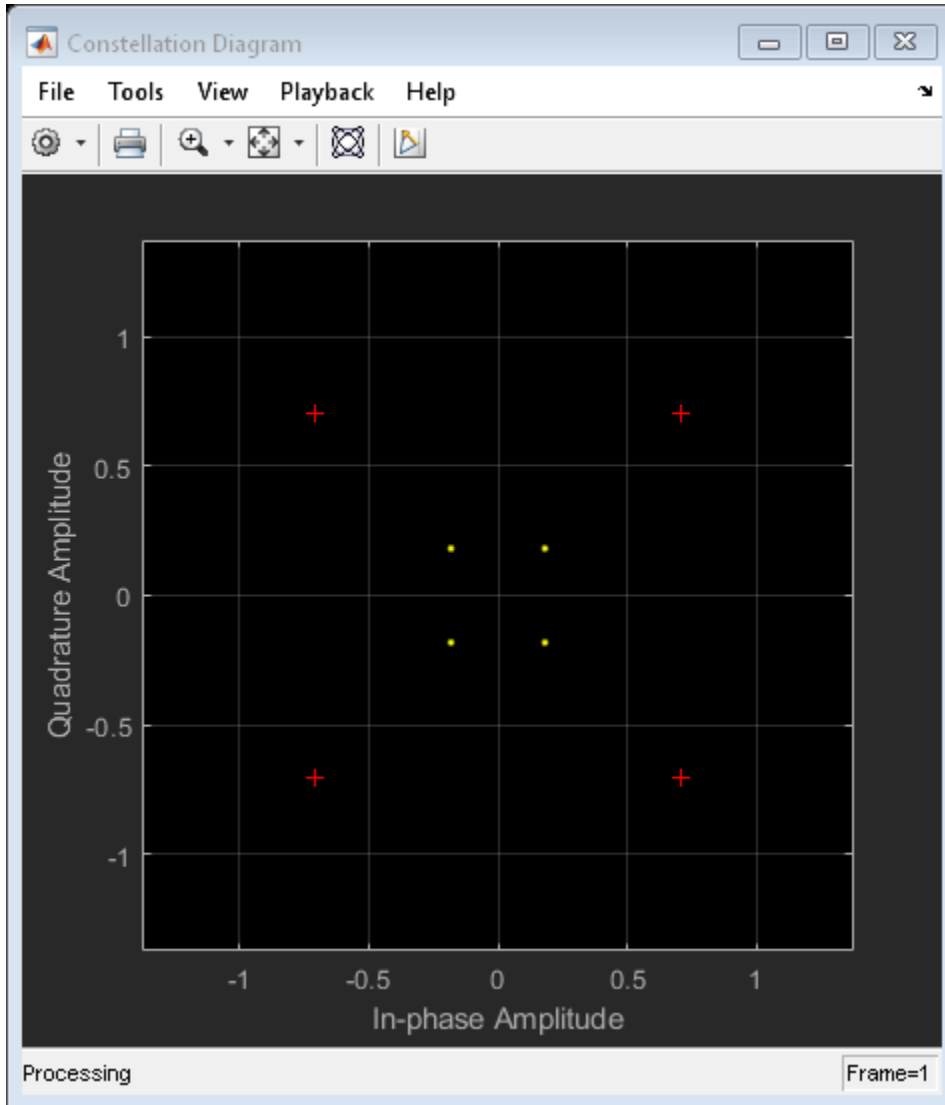 Constellation Diagram
File Tools View Playback Help
1
0.5
0
-0.5
-1
Quadrature Amplitude
-1 -0.5 0 0.5 1
In-phase Amplitude
Processing Frame=1